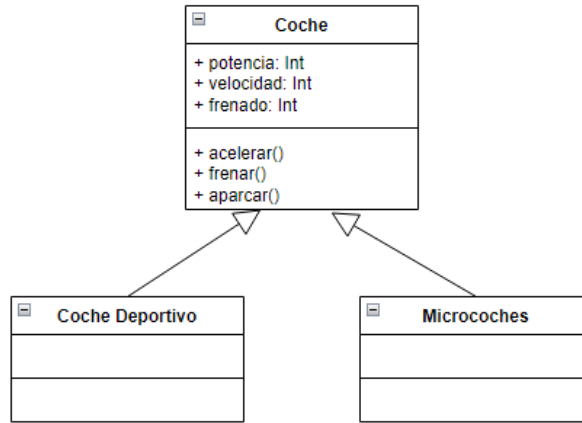 Coche
+ potencia: Int
+ velocidad: Int
+ frenado: Int
+ acelerar()
+ frenar()
+ aparcar()
Coche Deportivo
Microcoches